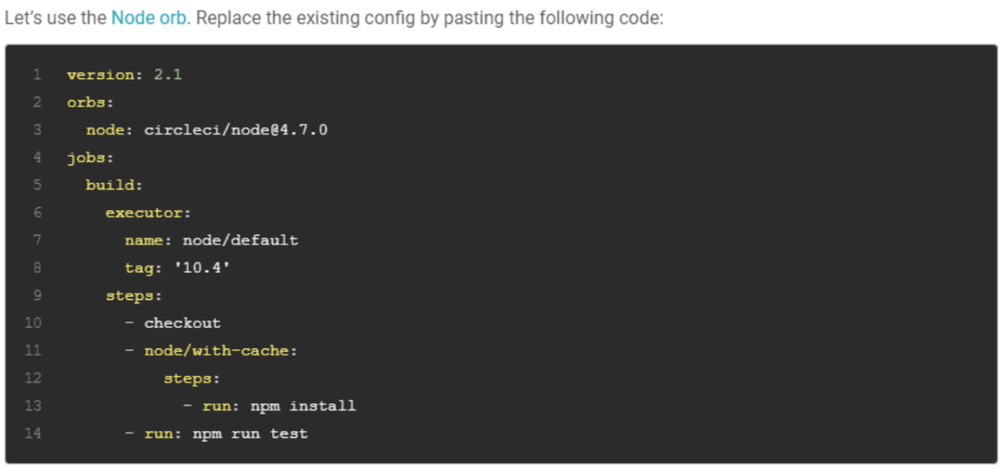 Let's use the Node orb. Replace the existing config by pasting the following code:
1 version: 2.1
2 orbs:
3   node: circleci/node@4.7.0
4 jobs:
5   build:
6     executor:
7       name: node/default
8       tag: '10.4'
9     steps:
10       - checkout
11       - node/with-cache:
12           steps:
13             - run: npm install
14       - run: npm run test